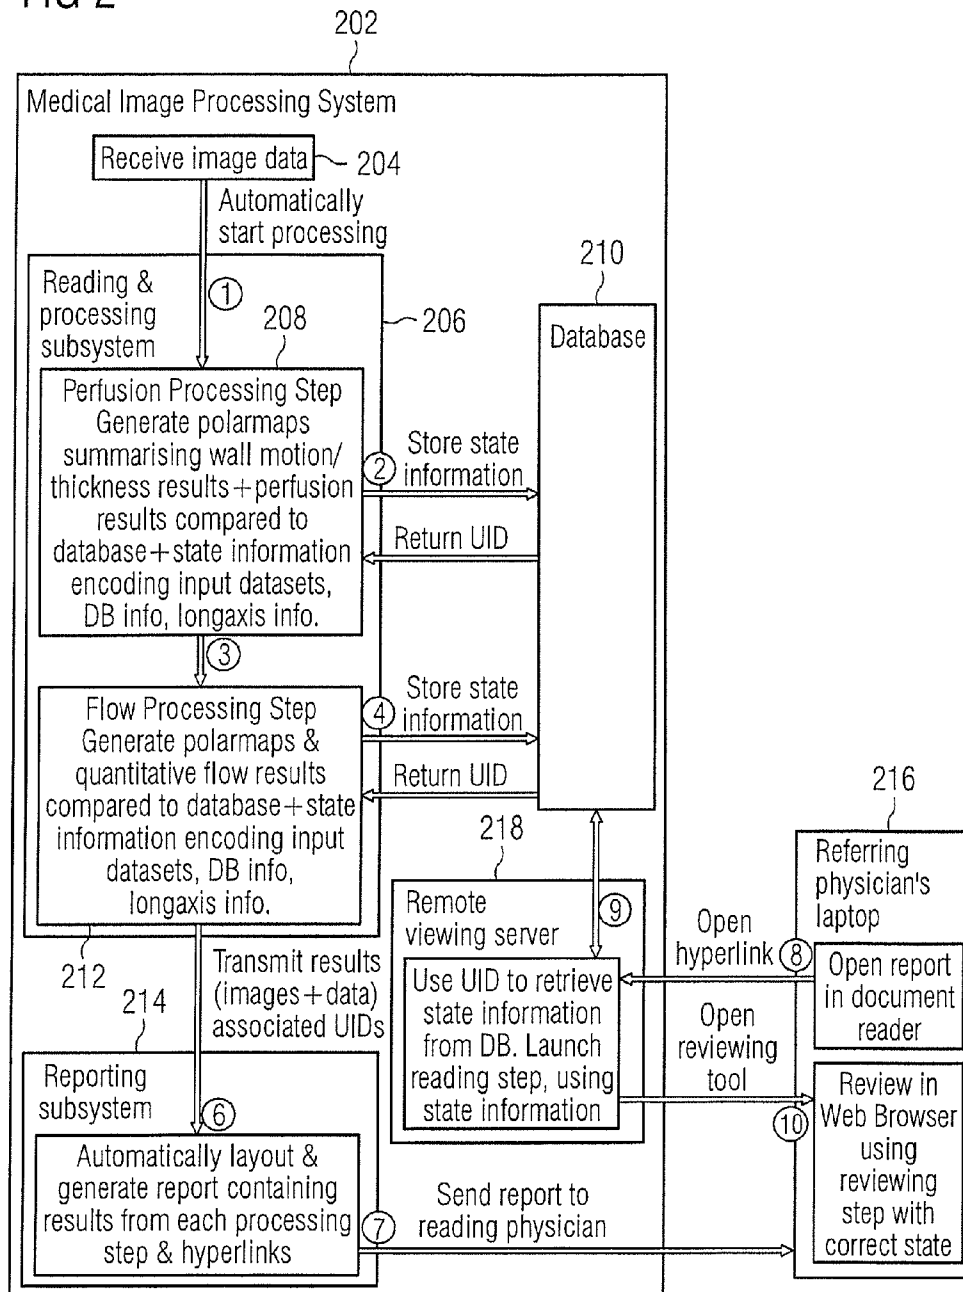 FIG 2
202
Medical Image Processing System
Receive image data
204
Automatically
start processing
210
Reading &
processing
subsystem
1
208
206
Database
Perfusion Processing Step
Generate polarmaps
summarising wall motion/
thickness results+perfusion
results compared to
database+state information
encoding input datasets,
DB info, longaxis info.
2
Store state
information
Return UID
3
Flow Processing Step
Generate polarmaps &
quantitative flow results
compared to database+state
information encoding input
datasets, DB info,
longaxis info.
4
Store state
information
Return UID
216
218
Referring
physician's
laptop
Remote
viewing server
9
Open
hyperlink
8
212
Transmit results
(images+data)
associated UIDs
Use UID to retrieve
state information
from DB. Launch
reading step, using
state information
Open report
in document
reader
214
Open
reviewing
tool
Reporting
subsystem
6
10
Review in
Web Browser
using
reviewing
step with
correct state
Automatically layout &
generate report containing
results from each processing
step & hyperlinks
7
Send report to
reading physician